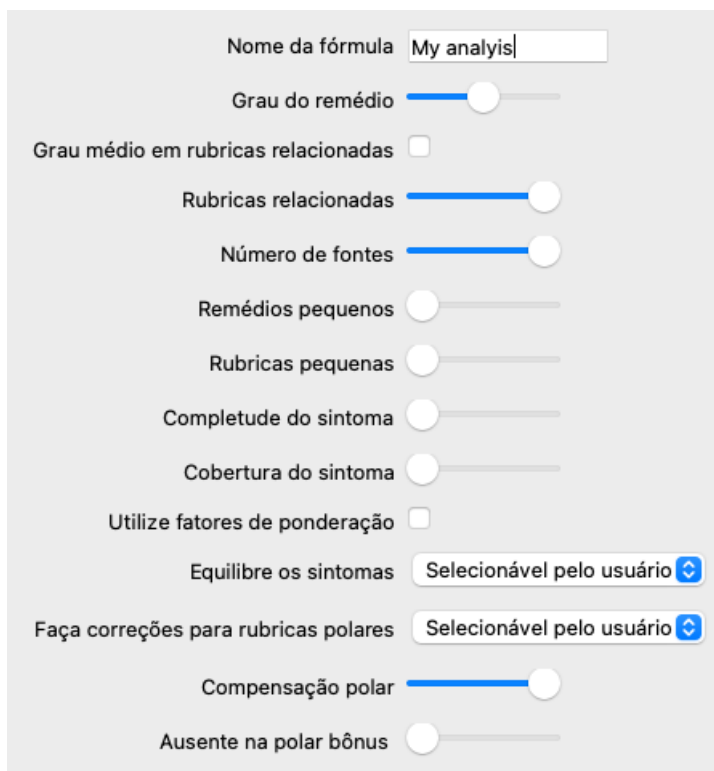 Nome da fórmula My analyis
Grau do remédio
Grau médio em rubricas relacionadas
Rubricas relacionadas
Número de fontes
Remédios pequenos
Rubricas pequenas
Completude do sintoma
Cobertura do sintoma
Utilize fatores de ponderação
Equilibre os sintomas Selecionável pelo usuário
Faça correções para rubricas polares Selecionável pelo usuário
Compensação polar
Ausente na polar bônus